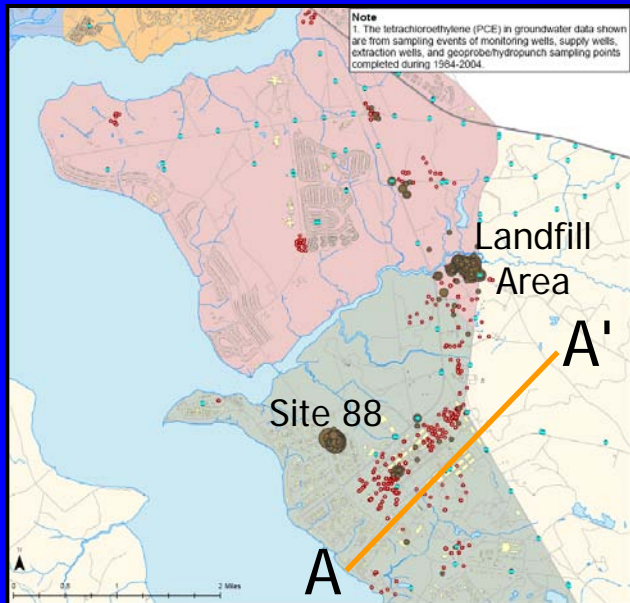 Note
1. The tetrachloroethylene (PCE) in groundwater data shown
are from sampling events of monitoring wells, supply wells,
extraction wells, and geoprobe/hydropunch sampling points
completed during 1984-2004.
Landfill
Area
A'
Site 88
A
0 0.5 1 2 Miles